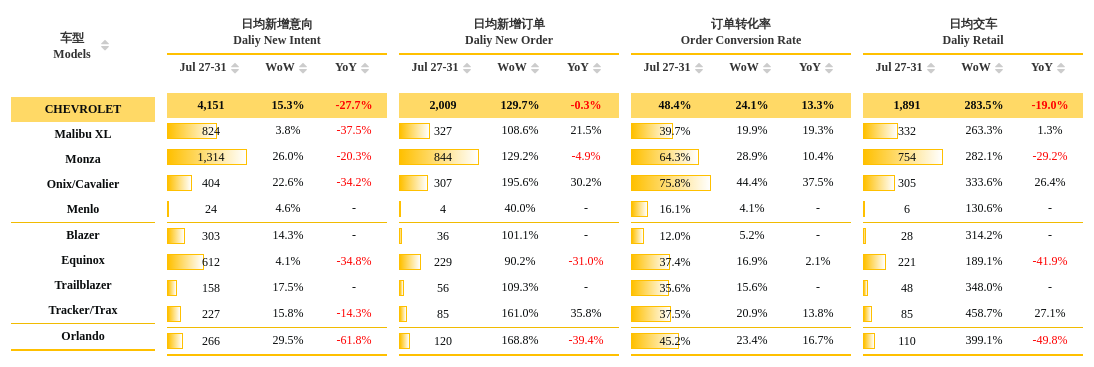 车型 日均新增意向 日均新增订单 订单转化率 日均交车
Models Daliy New Intent Daliy New Order Order Conversion Rate Daliy Retail
Jul 27-31 WoW YoY Jul 27-31 WoW YoY Jul 27-31 WoW YoY Jul 27-31 WoW YoY
CHEVROLET 4,151 15.3% -27.7% 2,009 129.7% -0.3% 48.4% 24.1% 13.3% 1,891 283.5% -19.0%
Malibu XL 824 3.8% -37.5% 327 108.6% 21.5% 39.7% 19.9% 19.3% 332 263.3% 1.3%
Monza 1,314 26.0% -20.3% 844 129.2% -4.9% 64.3% 28.9% 10.4% 754 282.1% -29.2%
Onix/Cavalier 404 22.6% -34.2% 307 195.6% 30.2% 75.8% 44.4% 37.5% 305 333.6% 26.4%
Menlo 24 4.6% - 4 40.0% - 16.1% 4.1% - 6 130.6% -
Blazer 303 14.3% - 36 101.1% - 12.0% 5.2% - 28 314.2% -
Equinox 612 4.1% -34.8% 229 90.2% -31.0% 37.4% 16.9% 2.1% 221 189.1% -41.9%
Trailblazer 158 17.5% - 56 109.3% - 35.6% 15.6% - 48 348.0% -
Tracker/Trax 227 15.8% -14.3% 85 161.0% 35.8% 37.5% 20.9% 13.8% 85 458.7% 27.1%
Orlando 266 29.5% -61.8% 120 168.8% -39.4% 45.2% 23.4% 16.7% 110 399.1% -49.8%